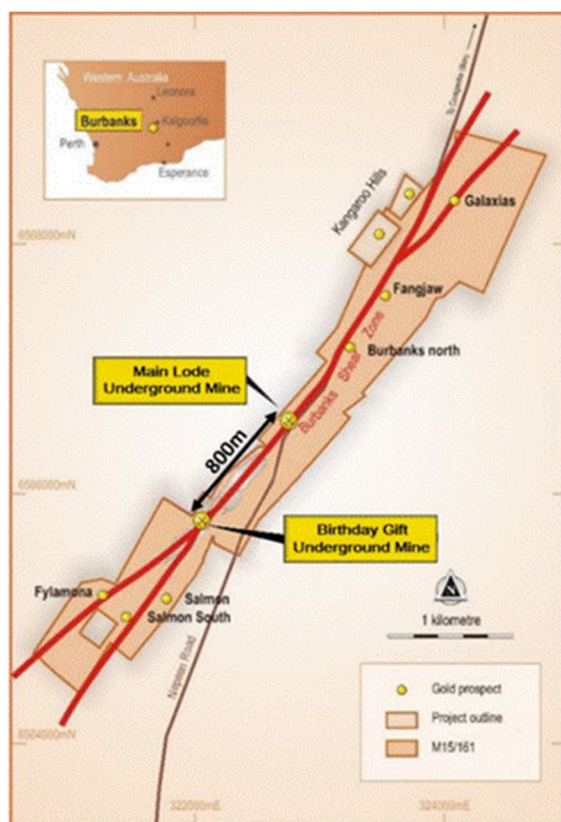 Western Australia
Leonora
Burbanks
Kalgoorlie
Perth
Esperance
To Coolgardie (8km)
Kangaroo Hills
Galaxias
6568000mN
Fangjaw
Burbanks north
Burbanks Shear Zone
Main Lode
Underground Mine
800m
6566000mN
Birthday Gift
Underground Mine
Fylamona
Salmon
Salmon South
N
1 kilometre
Nepean Road
Gold prospect
Project outline
M15/161
6564000mN
322000mE
324000mE